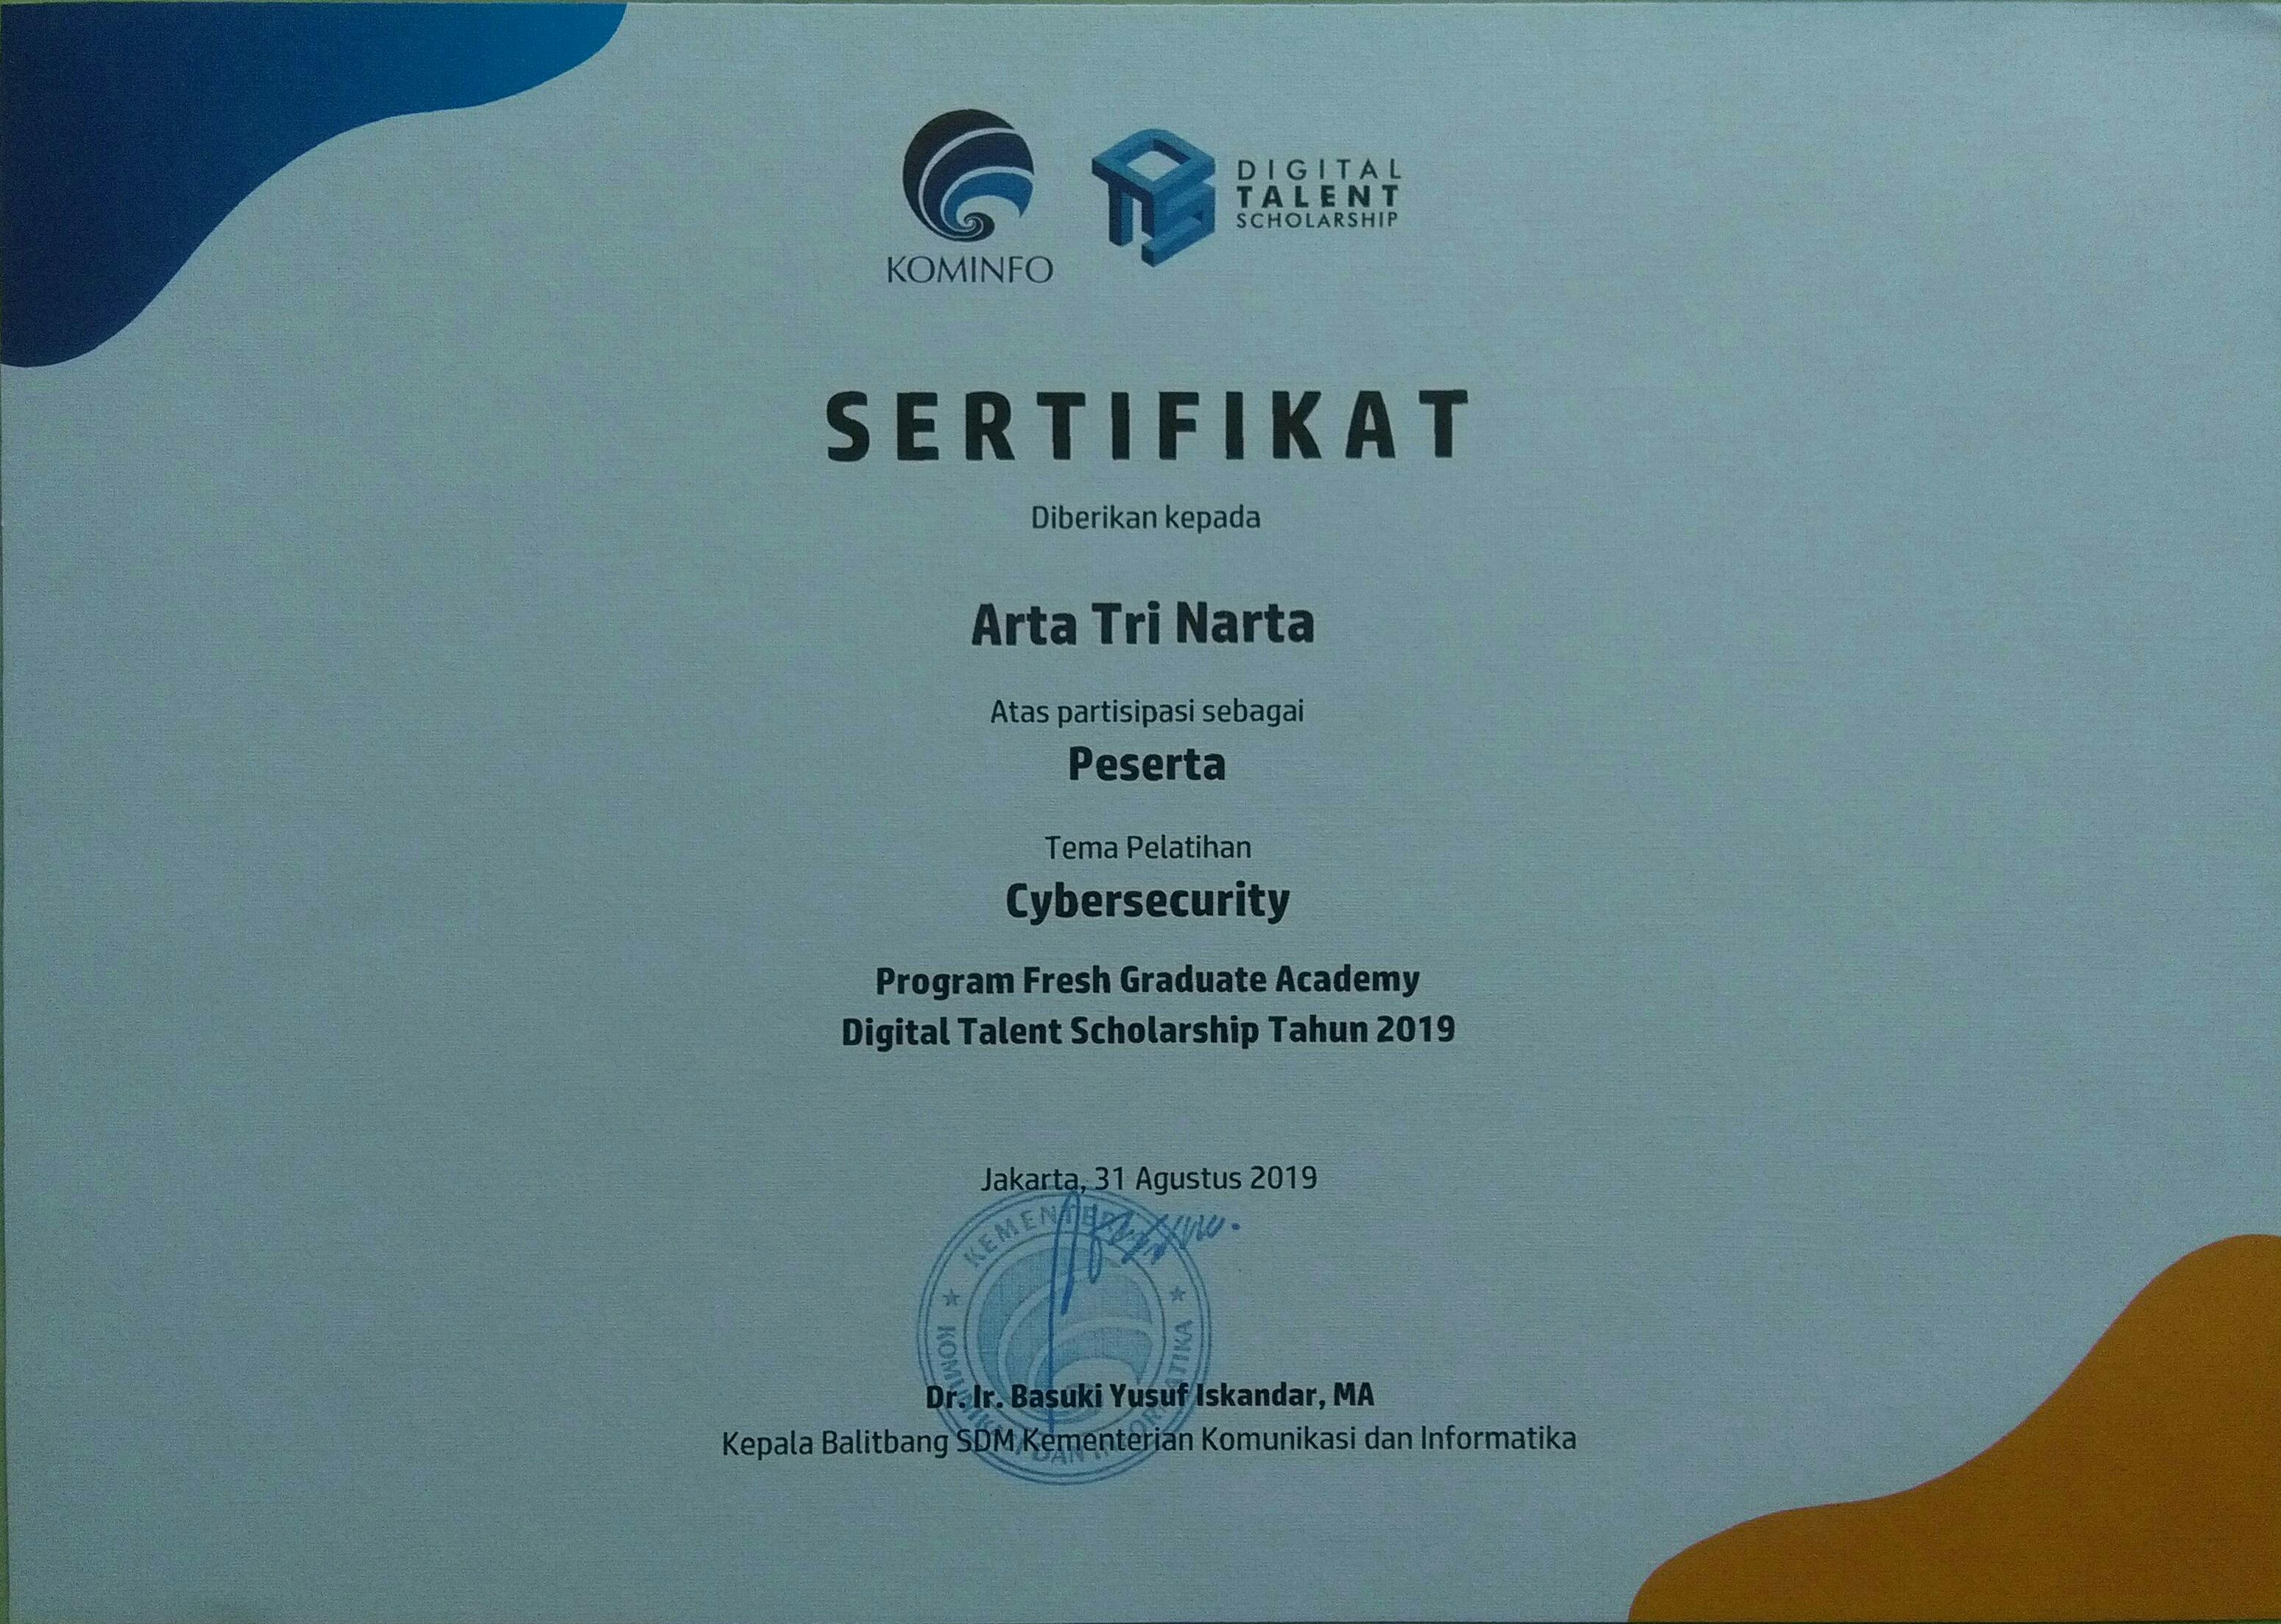 KOMINFO
DIGITAL
TALENT
SCHOLARSHIP
SERTIFIKAT
Diberikan kepada
Arta Tri Narta
Atas partisipasi sebagai
Peserta
Tema Pelatihan
Cybersecurity
Program Fresh Graduate Academy
Digital Talent Scholarship Tahun 2019
Jakarta, 31 Agustus 2019
KEMENTERIAN
KOMUNIKASI DAN INFORMATIKA
Dr. Ir. Basuki Yusuf Iskandar, MA
Kepala Balitbang SDM Kementerian Komunikasi dan Informatika